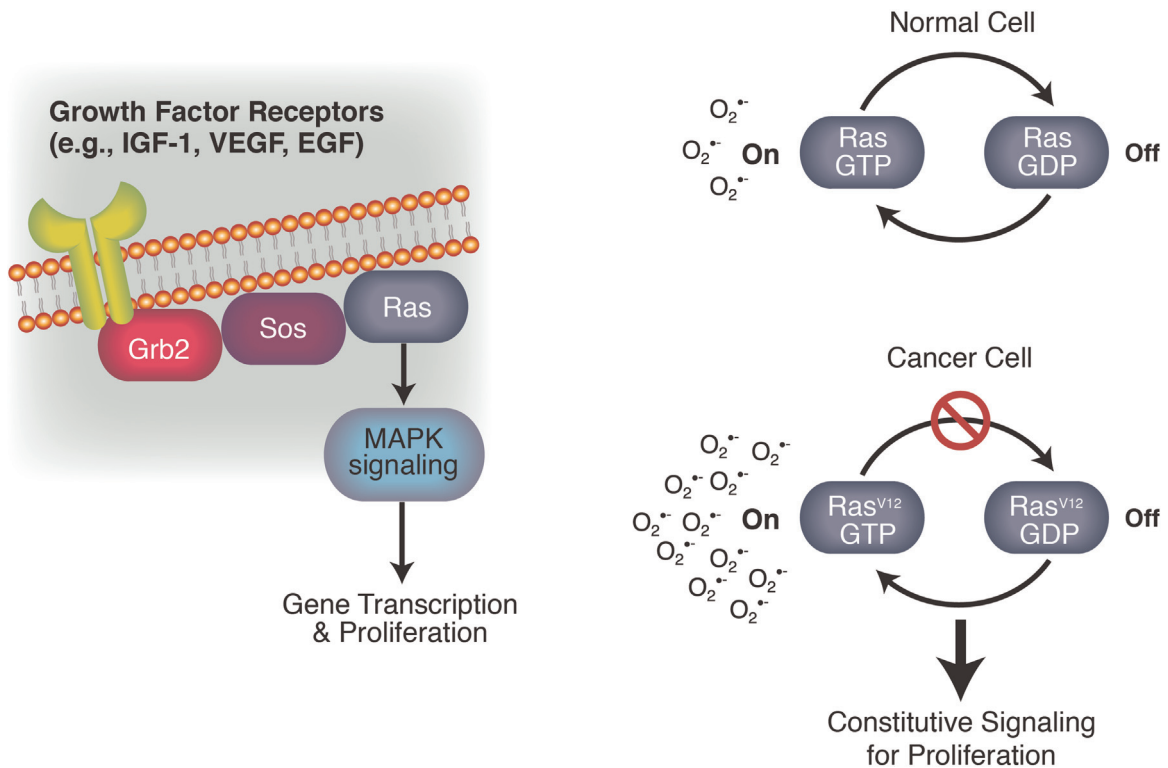 Growth Factor Receptors
(e.g., IGF-1, VEGF, EGF)
Grb2
Sos
Ras
MAPK
signaling
Gene Transcription
& Proliferation
Normal Cell
O₂•-
O₂•-
O₂•-
On
Ras
GTP
Ras
GDP
Off
Cancer Cell
O₂•-
O₂•-
O₂•-
O₂•-
O₂•-
O₂•-
O₂•-
O₂•-
O₂•-
O₂•-
O₂•-
On
Rasⱽ¹²
GTP
Rasⱽ¹²
GDP
Off
Constitutive Signaling
for Proliferation